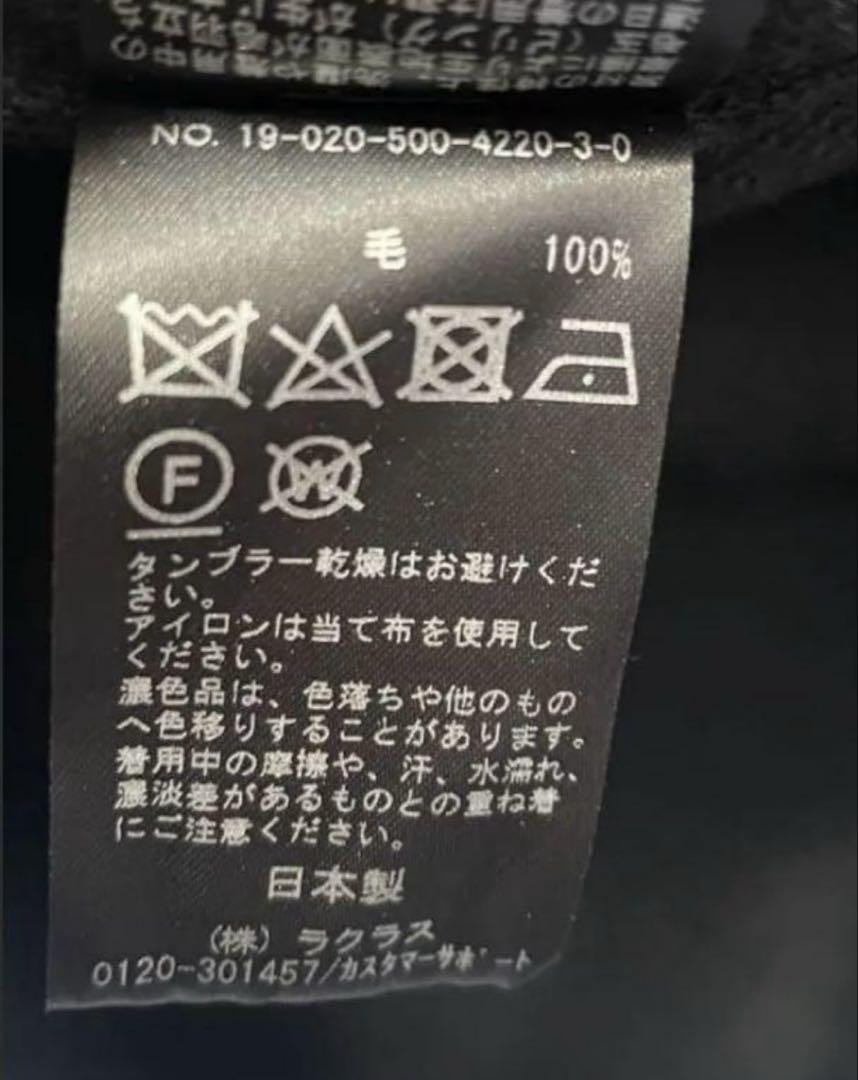 NO. 19-020-500-4220-3-0
毛 100%
F W
タンブラー乾燥はお避けくだ
さい。
アイロンは当て布を使用して
ください。
濃色品は、色落ちや他のもの
へ色移りすることがあります。
着用中の摩擦や、汗、水濡れ、
濃淡差があるものとの重ね着
にご注意ください。
日本製
(株) ラクラス
0120-301457/カスタマーサポート